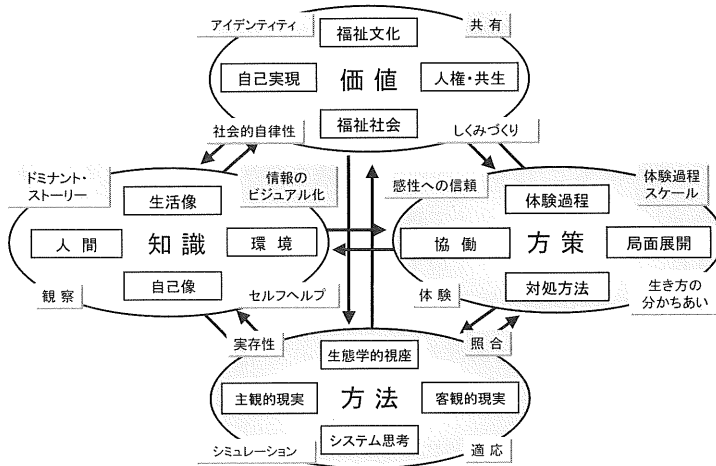 アイデンティティ
福祉文化
共有
自己実現
価値
人権・共生
福祉社会
社会的自律性
しくみづくり
ドミナント・
ストーリー
情報の
ビジュアル化
生活像
人間
知識
環境
自己像
観察
セルフヘルプ
感性への信頼
体験過程
スケール
体験過程
協働
方策
局面展開
対処方法
体験
生き方の
分かちあい
実存性
照合
生態学的視座
主観的現実
方法
客観的現実
システム思考
シミュレーション
適応